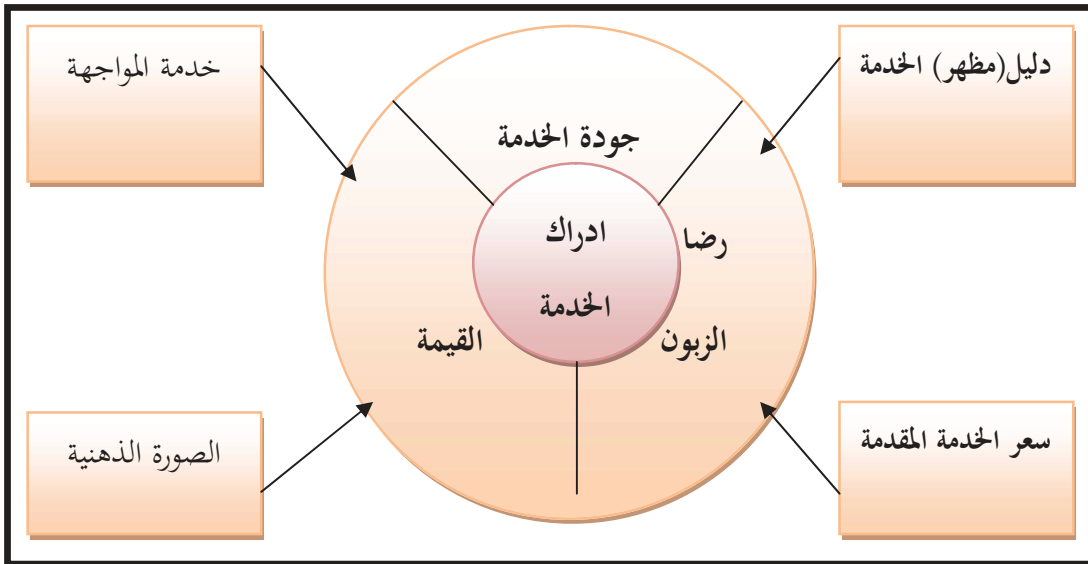 دليل(مظهر) الخدمة
خدمة المواجهة
جودة الخدمة
ادراك
الخدمة
رضا
الزبون
القيمة
سعر الخدمة المقدمة
الصورة الذهنية